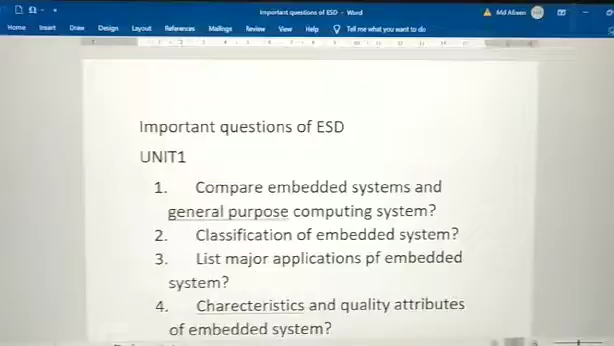 Important questions of ESD - Word
Md Afreen
Home Insert Draw Design Layout References Mailings Review View Help Tell me what you want to do
Important questions of ESD
UNIT1
1. Compare embedded systems and
general purpose computing system?
2. Classification of embedded system?
3. List major applications pf embedded
system?
4. Charecteristics and quality attributes
of embedded system?